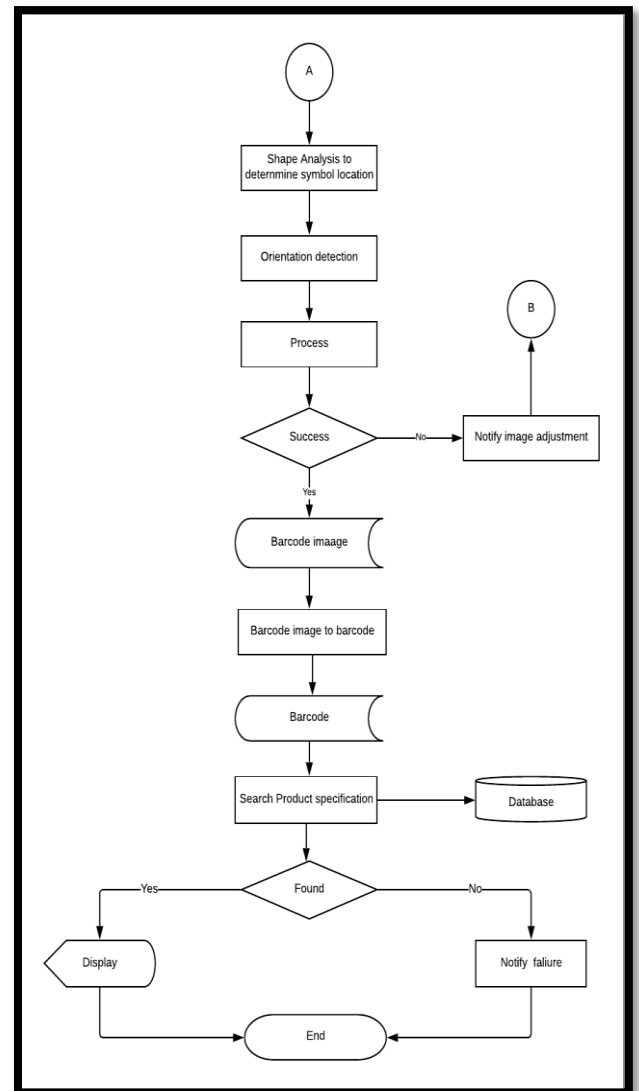 A
Shape Analysis to
deternmine symbol location
Orientation detection
Process
B
Success
No
Notify image adjustment
Yes
Barcode imaage
Barcode image to barcode
Barcode
Search Product specification
Database
Found
Yes
No
Display
Notify faliure
End